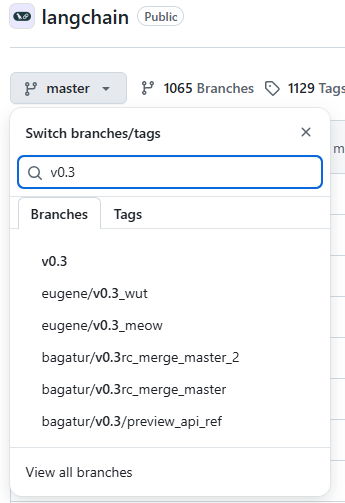 langchain Public
master 1065 Branches 1129 Tags
Switch branches/tags
m
v0.3
Branches Tags
v0.3
eugene/v0.3_wut
eugene/v0.3_meow
bagatur/v0.3rc_merge_master_2
bagatur/v0.3rc_merge_master
bagatur/v0.3/preview_api_ref
View all branches